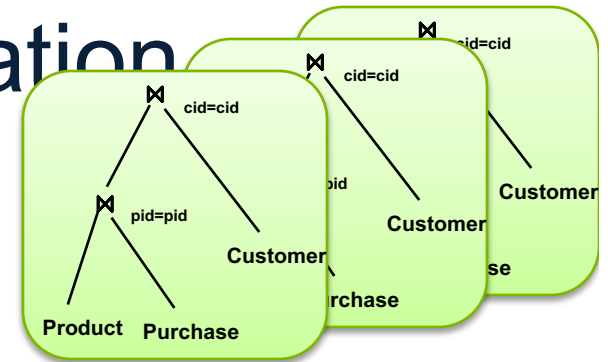 ation
⋈ cid=cid
⋈ pid=pid
Customer
Product Purchase
⋈ cid=cid
pid
Customer
rchase
⋈ cid=cid
Customer
se